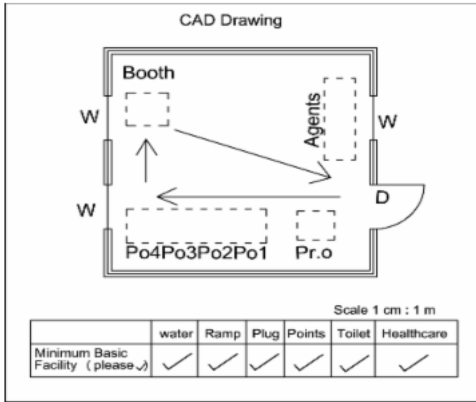 CAD Drawing
Booth
Agents
W
W
W
D
Po4Po3Po2Po1
Pr.o
Scale 1 cm : 1 m
water Ramp Plug Points Toilet Healthcare
Minimum Basic
Facility ( please ✓)
✓ ✓ ✓ ✓ ✓ ✓